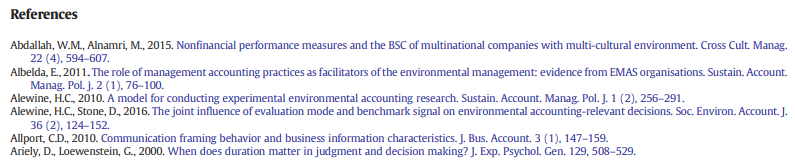 References
Abdallah, W.M., Alnamri, M., 2015. Nonfinancial performance measures and the BSC of multinational companies with multi-cultural environment. Cross Cult. Manag.
22 (4), 594–607.
Albelda, E., 2011. The role of management accounting practices as facilitators of the environmental management: evidence from EMAS organisations. Sustain. Account.
Manag. Pol. j. 2 (1), 76–100.
Alewine, H.C., 2010. A model for conducting experimental environmental accounting research. Sustain. Account. Manag. Pol. J. 1 (2), 256–291.
Alewine, H.C., Stone, D., 2016. The joint influence of evaluation mode and benchmark signal on environmental accounting-relevant decisions. Soc. Environ. Account. J.
36 (2), 124–152.
Allport, C.D., 2010. Communication framing behavior and business information characteristics. J. Bus. Account. 3 (1), 147–159.
Ariely, D., Loewenstein, G., 2000. When does duration matter in judgment and decision making? J. Exp. Psychol. Gen. 129, 508–529.